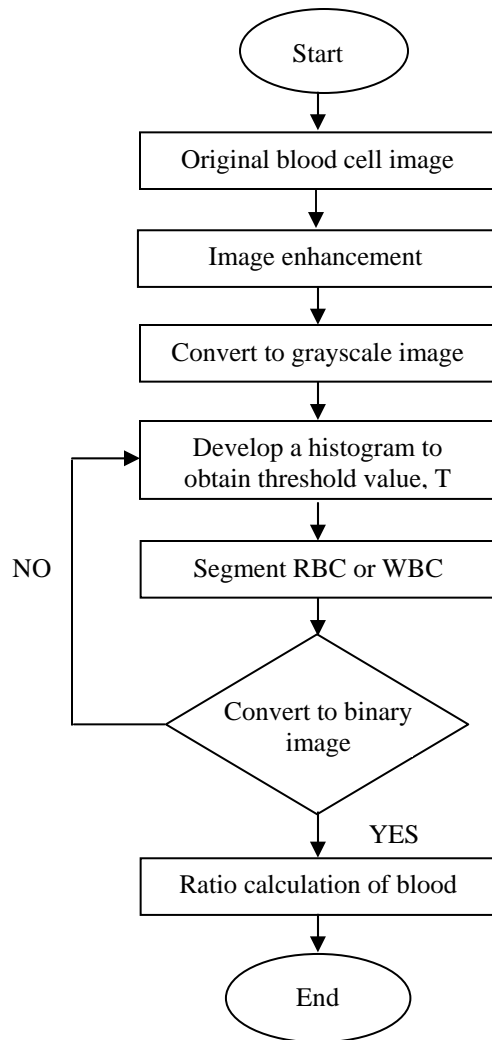 Start
Original blood cell image
Image enhancement
Convert to grayscale image
Develop a histogram to
obtain threshold value, T
NO
Segment RBC or WBC
Convert to binary
image
YES
Ratio calculation of blood
End